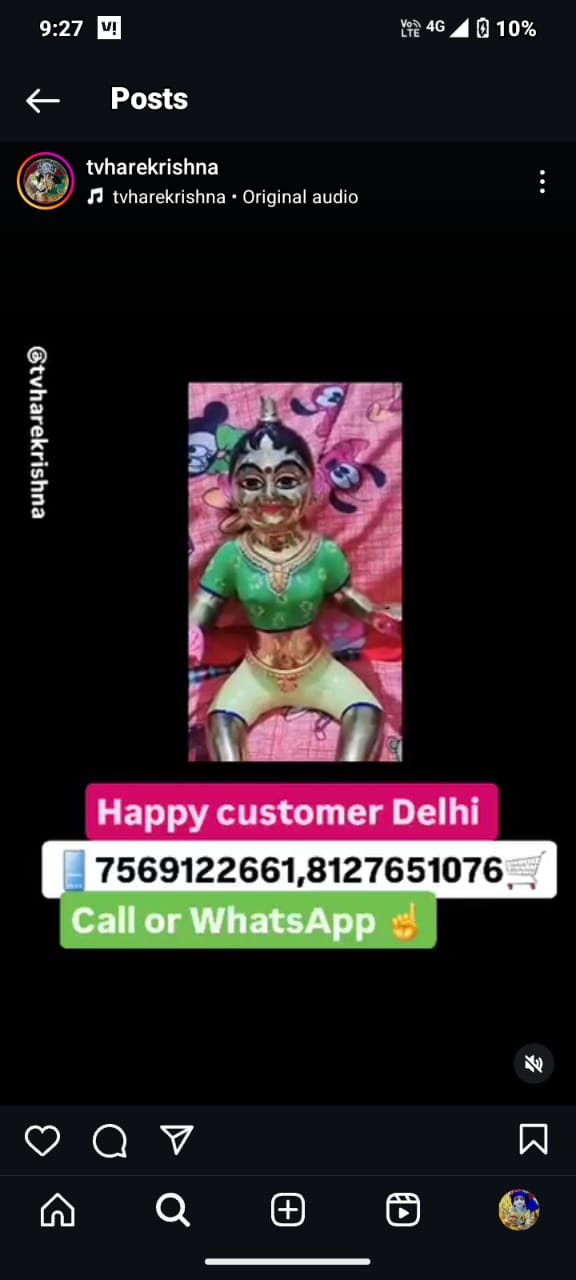 9:27 V! Vo)) LTE 4G 10%
Posts
tvharekrishna
tvharekrishna • Original audio
@tvharekrishna
Happy customer Delhi
7569122661,8127651076
Call or WhatsApp ☝